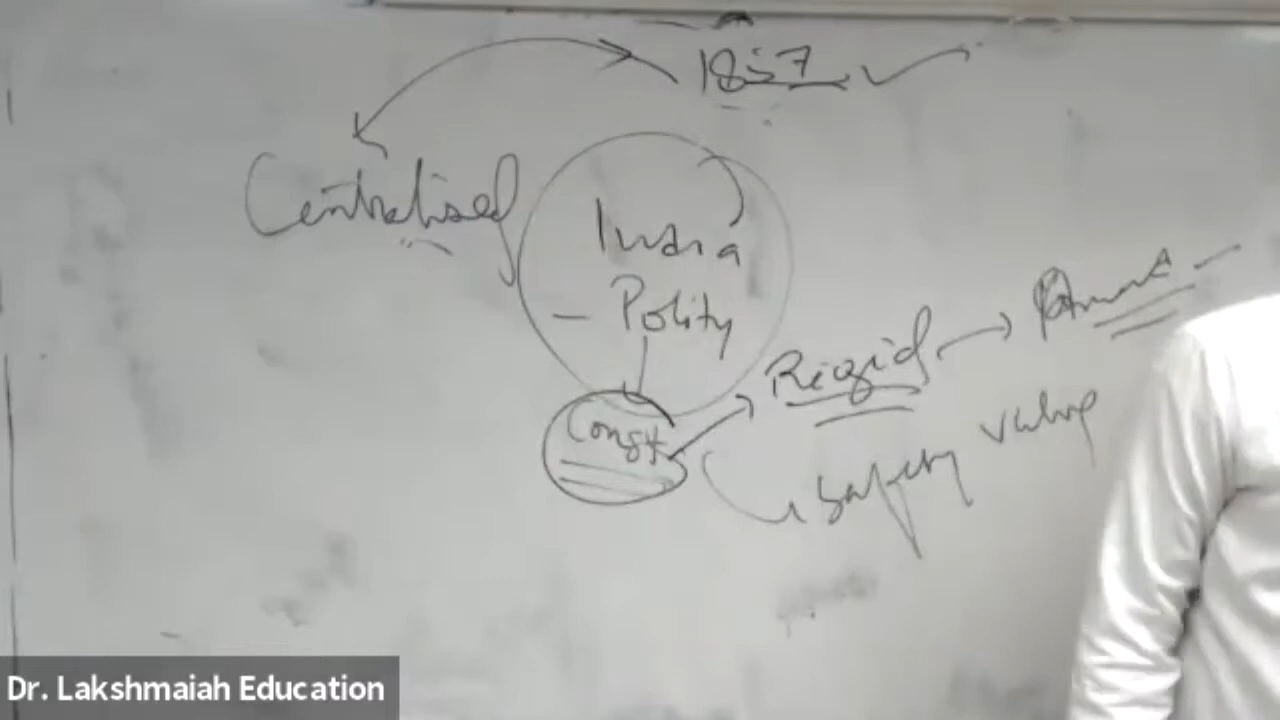 1857
Centralised
India
- Polity
Const
Rigid
Safety valve
Dr. Lakshmaiah Education